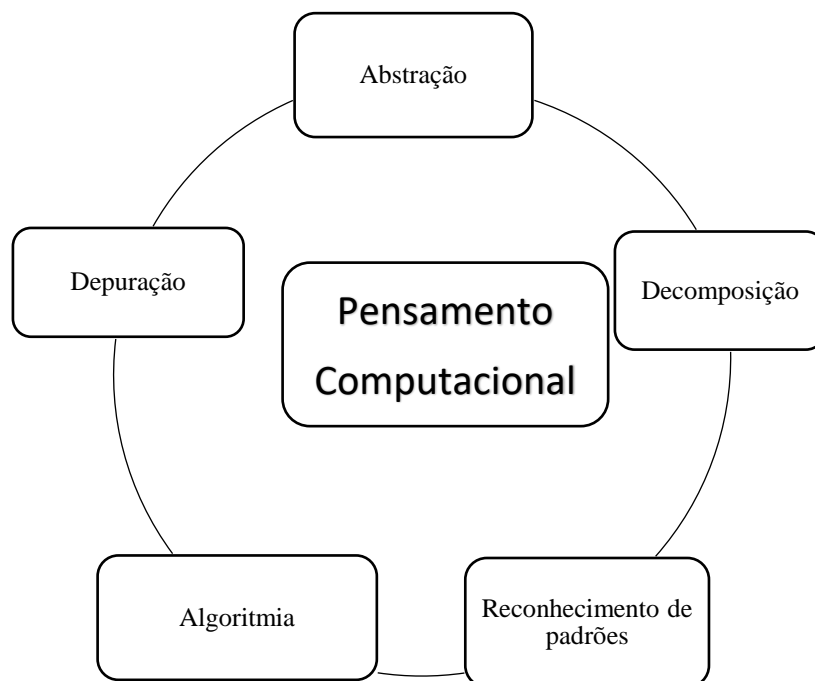 Abstração
Depuração
Decomposição
Pensamento
Computacional
Algoritmia
Reconhecimento de
padrões